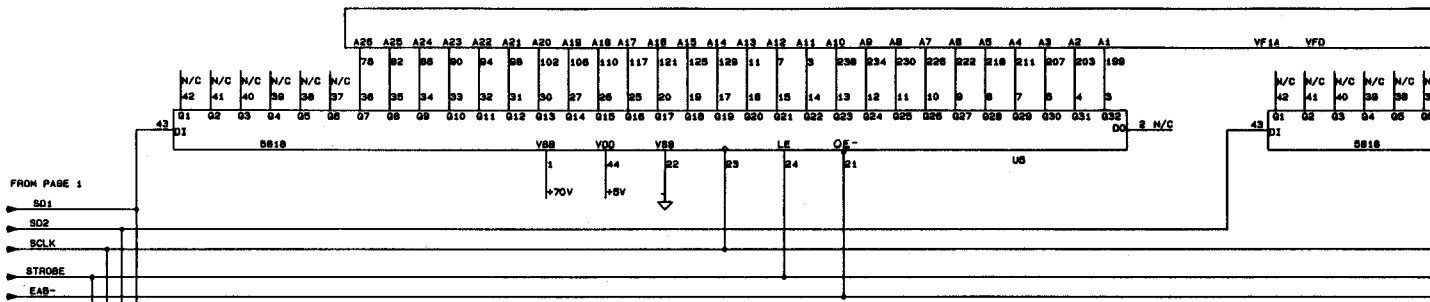 A26 A25 A24 A23 A22 A21 A20 A19 A18 A17 A16 A15 A14 A13 A12 A11 A10 A9 A8 A7 A6 A5 A4 A3 A2 A1 VF1A VFD
78 82 86 90 94 98 102 106 110 117 121 125 129 11 7 3 238 234 230 226 222 218 211 207 203 199
N/C N/C N/C N/C N/C N/C N/C N/C N/C N/C N/C
42 41 40 39 38 37 36 35 34 33 32 31 30 27 26 25 20 19 17 16 15 14 13 12 11 10 9 8 7 5 4 3 42 41 40 39 38
Q1 Q2 Q3 Q4 Q5 Q6 Q7 Q8 Q9 Q10 Q11 Q12 Q13 Q14 Q15 Q16 Q17 Q18 Q19 Q20 Q21 Q22 Q23 Q24 Q25 Q26 Q27 Q28 Q29 Q30 Q31 Q32 Q1 Q2 Q3 Q4 Q5
43 DI DO 2 N/C 43 DI
5818 VBB VDD VSS LE OE- U5 5818
1 44 22 23 24 21
+70V +5V
FROM PAGE 1
SD1
SD2
SCLK
STROBE
EAB-